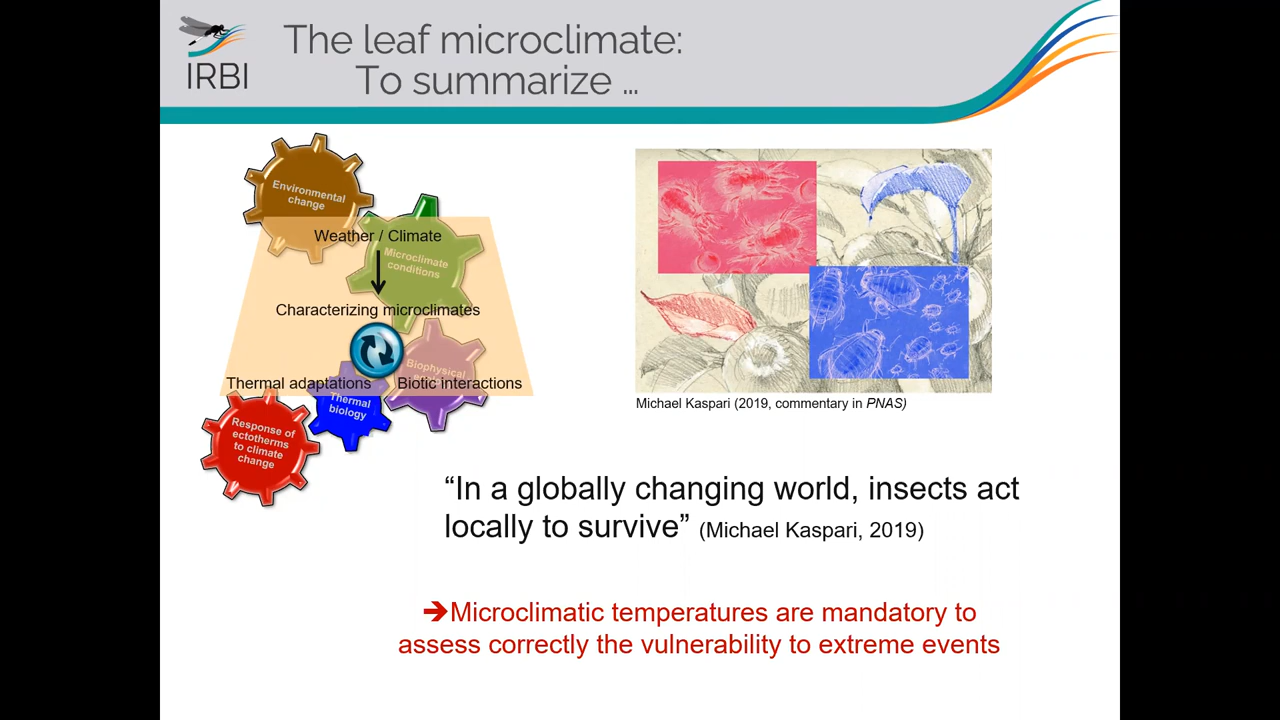 IRBI
The leaf microclimate:
To summarize ...
Environmental
change
Weather / Climate
Microclimate
conditions
Characterizing microclimates
Biophysical
Thermal adaptations
Biotic interactions
Thermal
biology
Response of
ectotherms
to climate
change
Michael Kaspari (2019, commentary in PNAS)
“In a globally changing world, insects act
locally to survive” (Michael Kaspari, 2019)
➔Microclimatic temperatures are mandatory to
assess correctly the vulnerability to extreme events